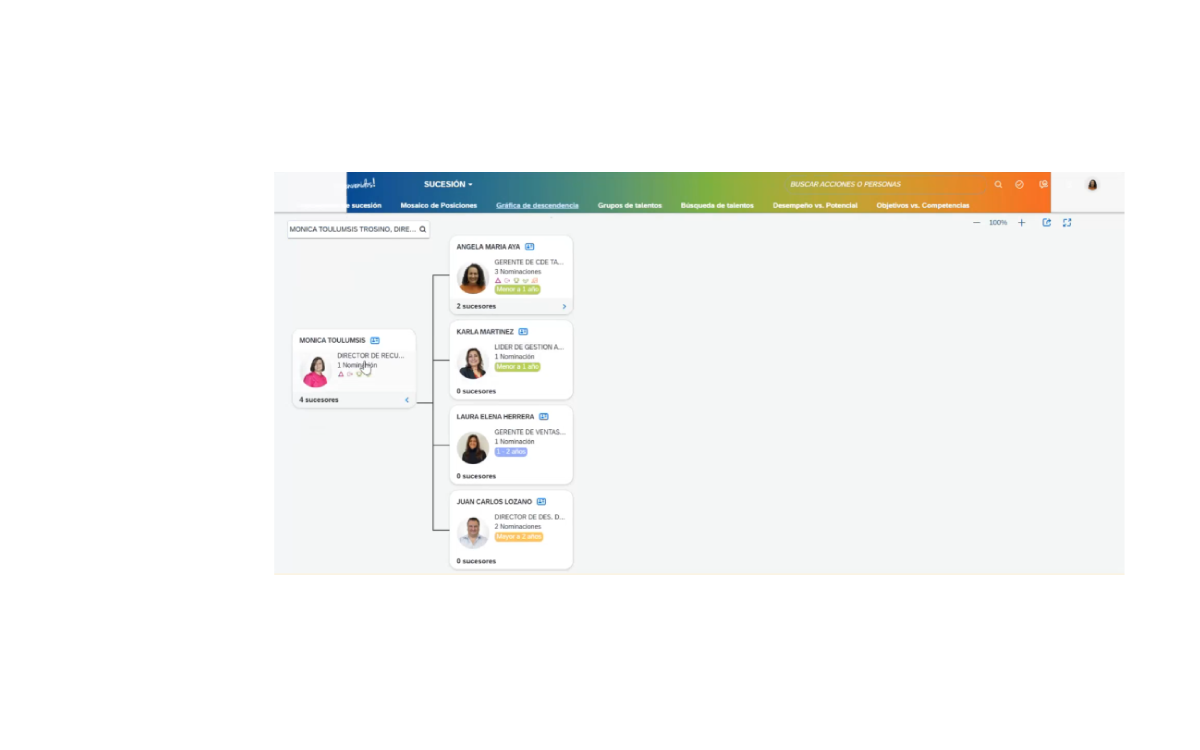 SUCESIÓN
BUSCAR ACCIONES O PERSONAS
sucesión
Mosaico de Posiciones
Gráfica de descendencia
Grupos de talentos
Búsqueda de talentos
Desempeño vs. Potencial
Objetivos vs. Competencias
MONICA TOULUMSIS TROSINO, DIRE...
100%
MONICA TOULUMSIS
DIRECTOR DE RECU...
1 Nominación
4 sucesores
ANGELA MARIA AYA
GERENTE DE CDE TA...
3 Nominaciones
Menor a 1 año
2 sucesores
KARLA MARTINEZ
LIDER DE GESTION A...
1 Nominación
Menor a 1 año
0 sucesores
LAURA ELENA HERRERA
GERENTE DE VENTAS...
1 Nominación
1 - 2 años
0 sucesores
JUAN CARLOS LOZANO
DIRECTOR DE DES. D...
2 Nominaciones
Mayor a 2 años
0 sucesores